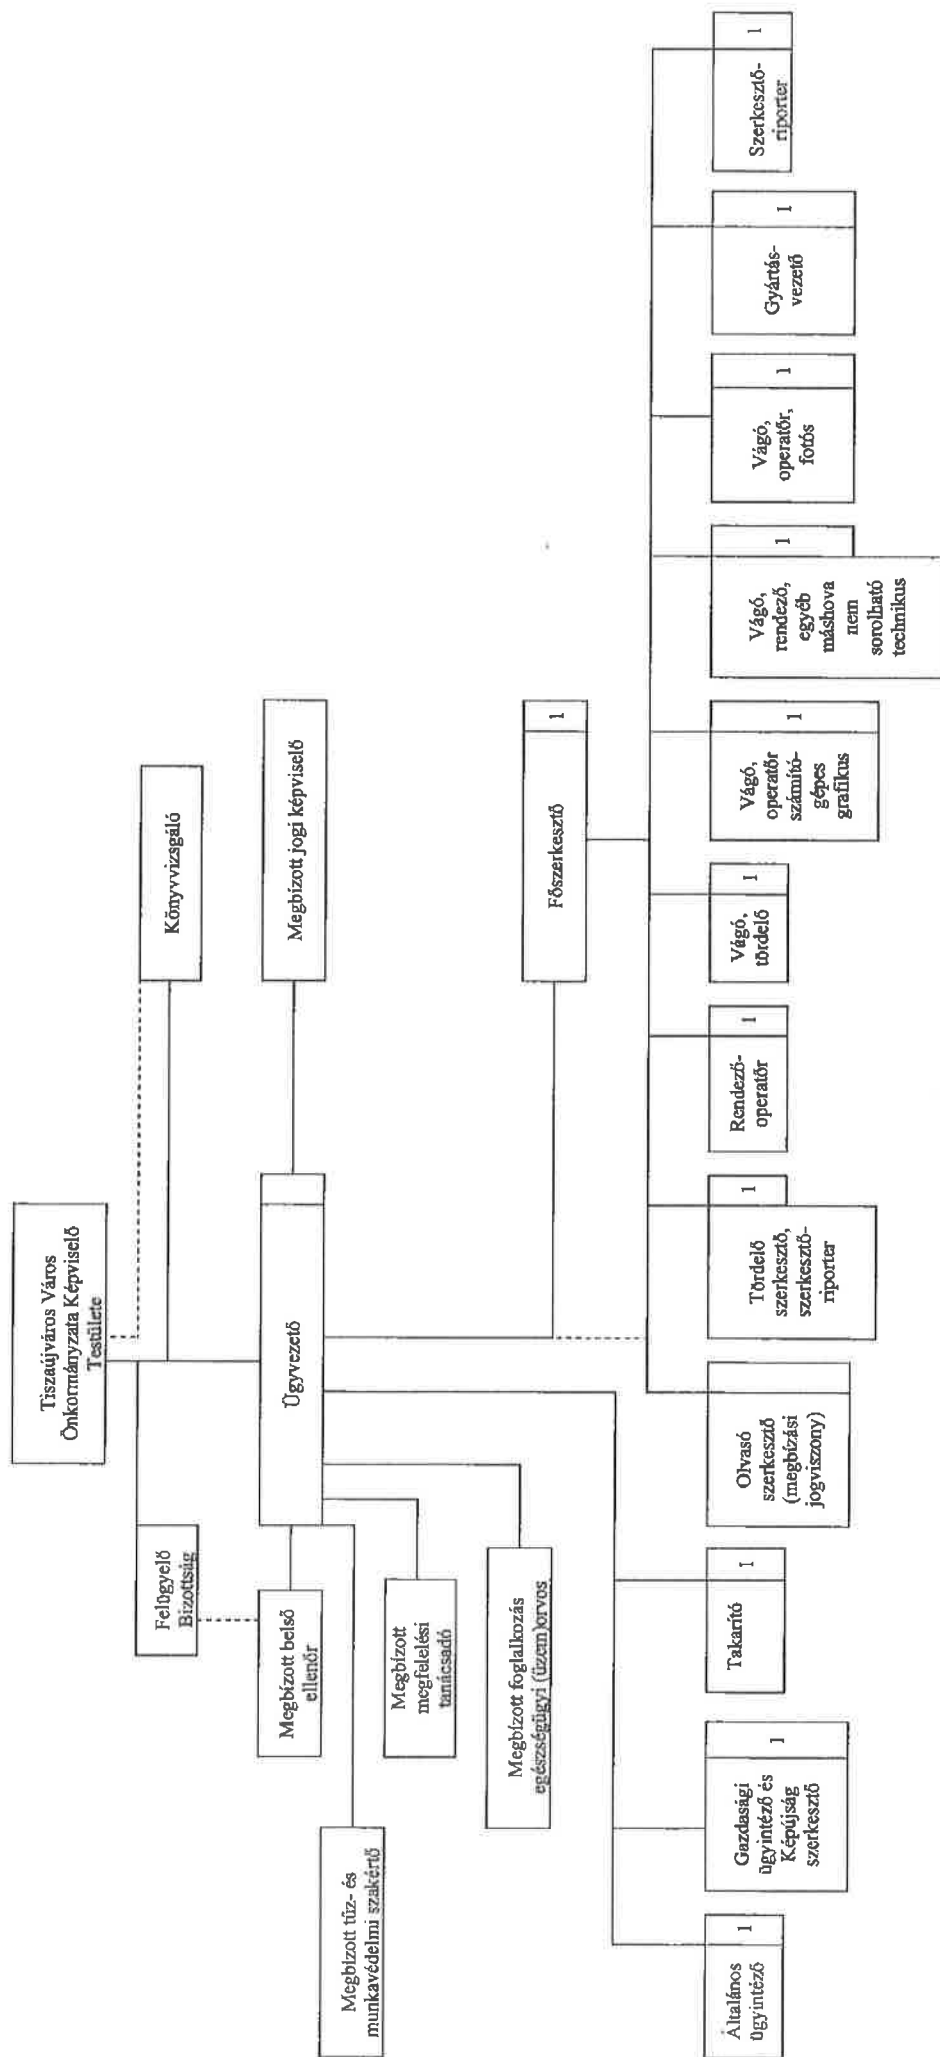 Tiszaújváros Város
Önkormányzata Képviselő
Testülete
Felügyelő
Bizottság
Könyvvizsgáló
Megbízott belső
ellenőr
Ügyvezető
Megbízott jogi képviselő
Megbízott tűz- és
munkavédelmi szakértő
Megbízott
megfelelési
tanácsadó
Megbízott foglalkozás
egészségügyi (üzem)orvos
Főszerkesztő
1
Általános
ügyintéző
1
Gazdasági
ügyintéző és
Képújság
szerkesztő
1
Takarító
1
Olvasó
szerkesztő
(megbízási
jogviszony)
Tördelő
szerkesztő,
szerkesztő-
riporter
1
Rendező-
operatőr
1
Vágó,
tördelő
1
Vágó,
operatőr
számító-
gépes
grafikus
1
Vágó,
rendező,
egyéb
máshova
nem
sorolható
technikus
1
Vágó,
operatőr,
fotós
1
Gyártás-
vezető
1
Szerkesztő-
riporter
1